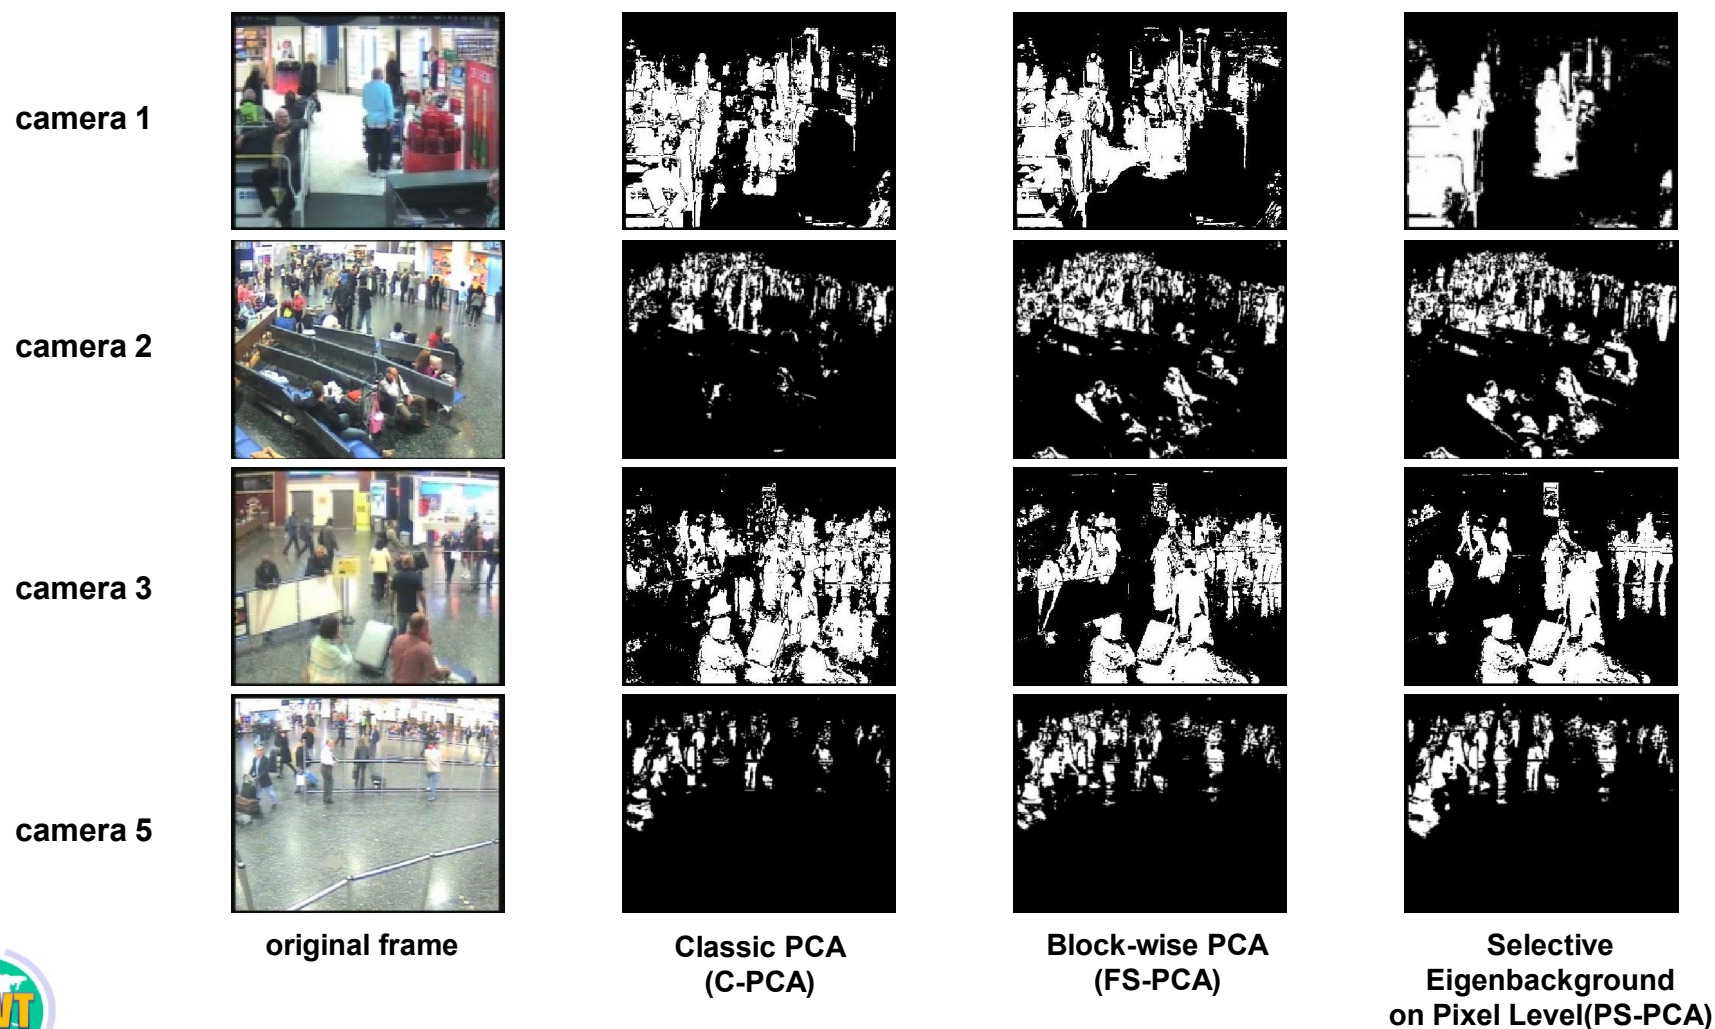 camera 1
camera 2
camera 3
camera 5
original frame
Classic PCA
(C-PCA)
Block-wise PCA
(FS-PCA)
Selective
Eigenbackground
on Pixel Level(PS-PCA)